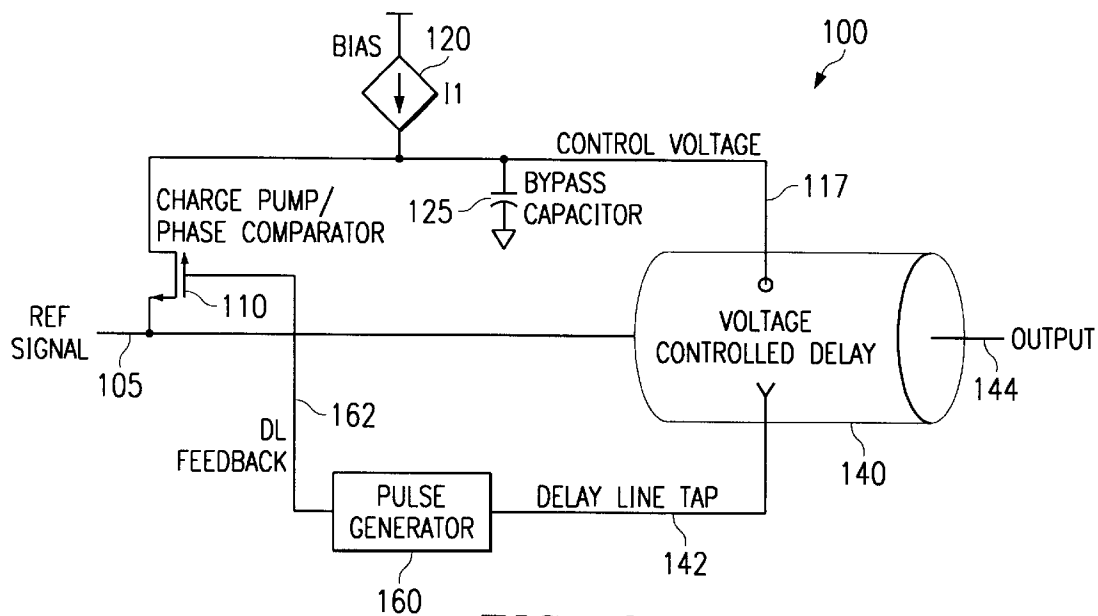 BIAS
120
I1
100
CONTROL VOLTAGE
BYPASS
CAPACITOR
125
117
CHARGE PUMP/
PHASE COMPARATOR
110
REF
SIGNAL
105
VOLTAGE
CONTROLLED DELAY
OUTPUT
144
162
DL
FEEDBACK
140
PULSE
GENERATOR
DELAY LINE TAP
142
160